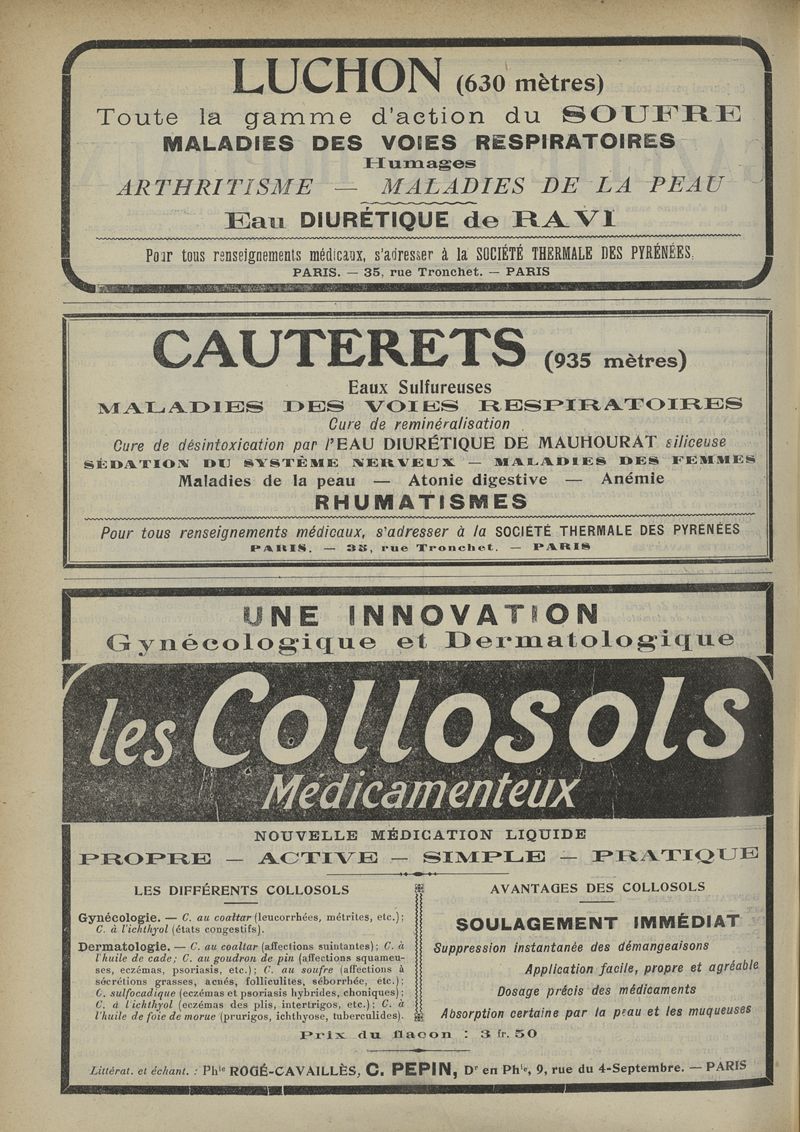 LUCHON (630 mètres)
Toute la gamme d'action du SOUFRE
MALADIES DES VOIES RESPIRATOIRES
Humages
ARTHRITISME — MALADIES DE LA PEAU
Eau DIURÉTIQUE de RAVI
Pour tous renseignements médicaux, s'adresser à la SOCIÉTÉ THERMALE DES PYRÉNÉES.
PARIS. — 35, rue Tronchet. — PARIS
CAUTERETS (935 mètres)
Eaux Sulfureuses
MALADIES DES VOIES RESPIRATOIRES
Cure de reminéralisation
Cure de désintoxication par l'EAU DIURÉTIQUE DE MAUHOURAT siliceuse
SÉDATION DU SYSTÈME NERVEUX — MALADIES DES FEMMES
Maladies de la peau — Atonie digestive — Anémie
RHUMATISMES
Pour tous renseignements médicaux, s'adresser à la SOCIÉTÉ THERMALE DES PYRENÉES
PARIS. — 35, rue Tronchet. — PARIS
UNE INNOVATION
Gynécologique et Dermatologique
les Collosols
Médicamenteux
NOUVELLE MÉDICATION LIQUIDE
PROPRE — ACTIVE — SIMPLE — PRATIQUE
LES DIFFÉRENTS COLLOSOLS
Gynécologie. — C. au coaltar (leucorrhées, métrites, etc.);
C. à l'ichthyol (états congestifs).
Dermatologie. — C. au coaltar (affections suintantes); C. à
l'huile de cade; C. au goudron de pin (affections squameu-
ses, eczémas, psoriasis, etc.); C. au soufre (affections à
sécrétions grasses, acnés, folliculites, séborrhée, etc.);
C. sulfocadique (eczémas et psoriasis hybrides, choniques);
C. à l'ichthyol (eczémas des plis, intertrigos, etc.); C. à
l'huile de foie de morue (prurigos, ichthyose, tuberculides).
AVANTAGES DES COLLOSOLS
SOULAGEMENT IMMÉDIAT
Suppression instantanée des démangeaisons
Application facile, propre et agréable
Dosage précis des médicaments
Absorption certaine par la peau et les muqueuses
Prix du flacon : 3 fr. 50
Littérat. et échant. : Phie ROGÉ-CAVAILLÈS, C. PEPIN, Dr en Phie, 9, rue du 4-Septembre. — PARIS